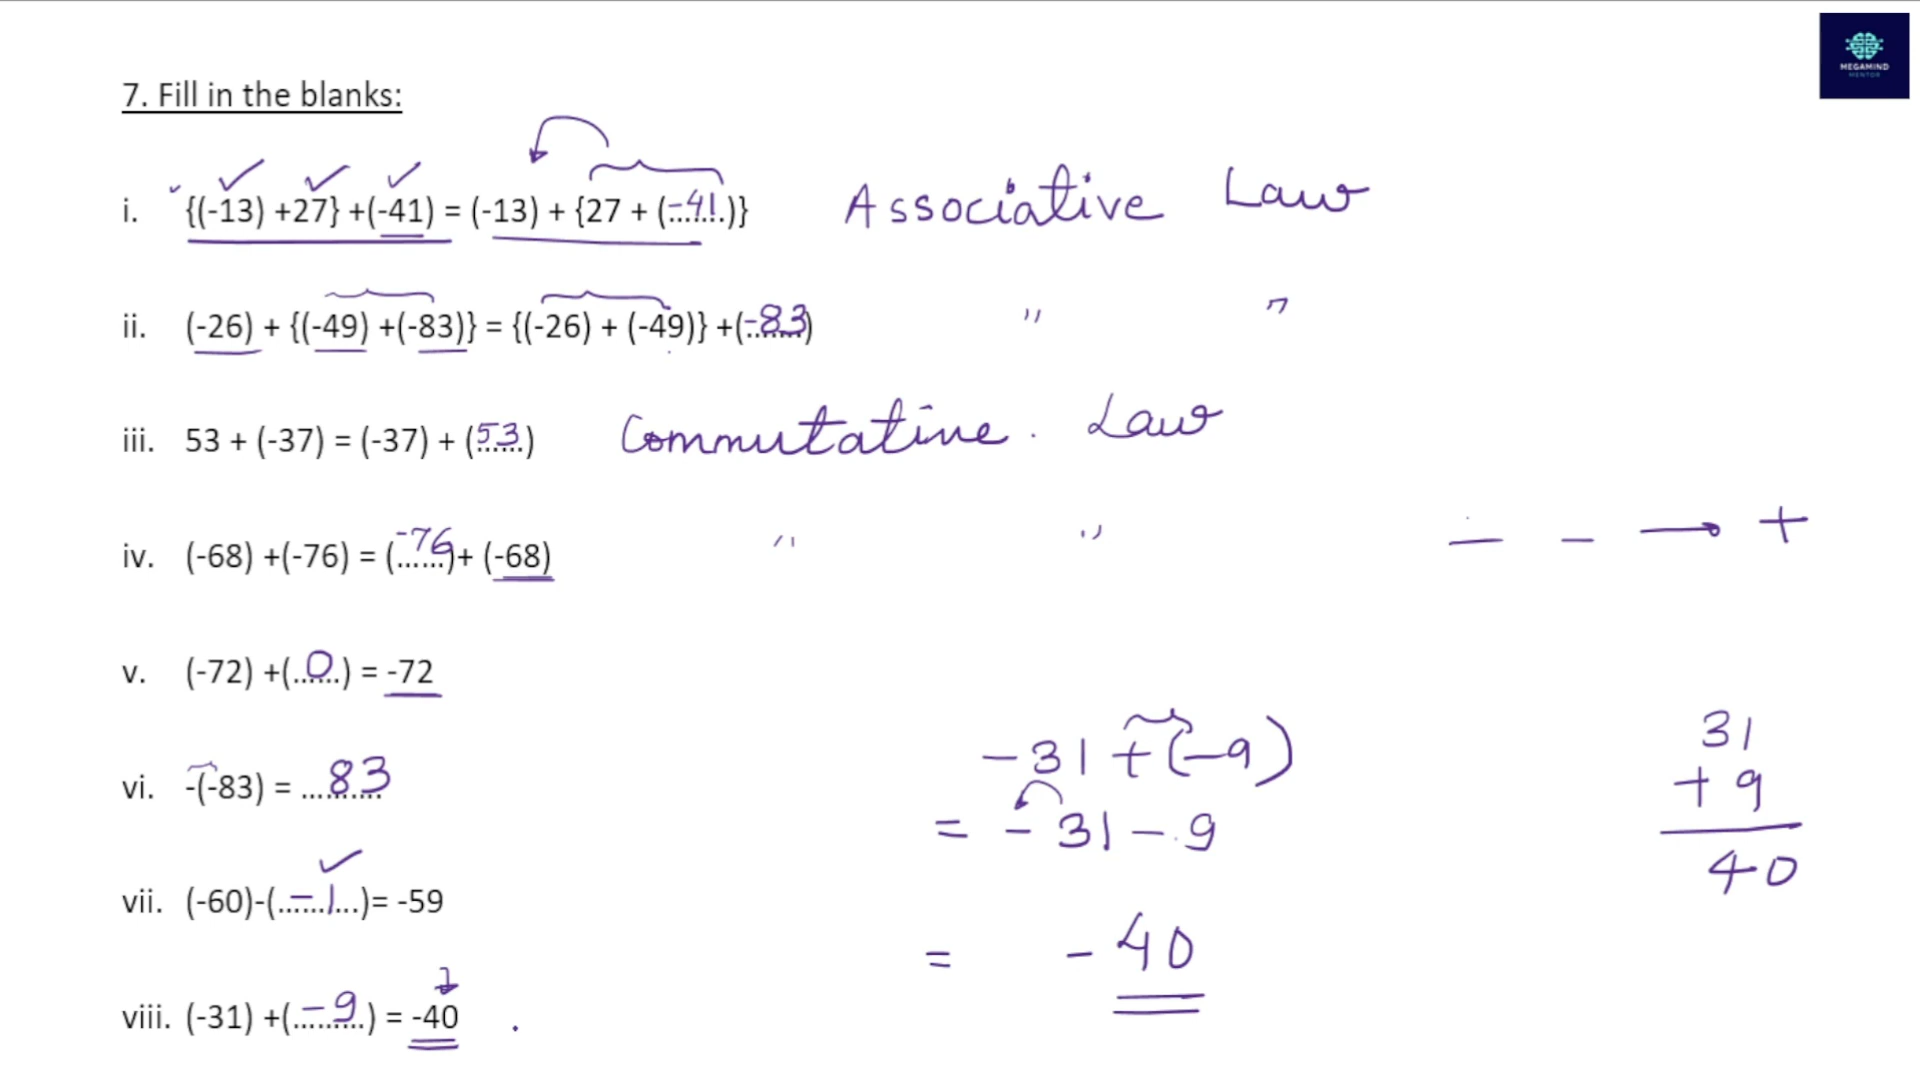 MEGAMIND
MENTOR
7. Fill in the blanks:
i. {(-13) +27} +(-41) = (-13) + {27 + (-41)} Associative Law
ii. (-26) + {(-49) +(-83)} = {(-26) + (-49)} +(-83) " "
iii. 53 + (-37) = (-37) + (53) Commutative Law
iv. (-68) +(-76) = (-76)+ (-68) " " - - → +
v. (-72) +(0) = -72
vi. -(-83) = 83
vii. (-60)-(-1)= -59
viii. (-31) +(-9) = -40
-31 + (-9)
= -31 - 9
= -40
31
+ 9
40